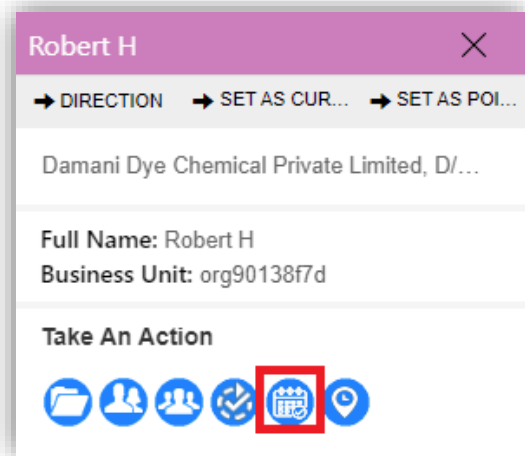 Robert H
DIRECTION SET AS CUR... SET AS POI...
Damani Dye Chemical Private Limited, D/...
Full Name: Robert H
Business Unit: org90138f7d
Take An Action